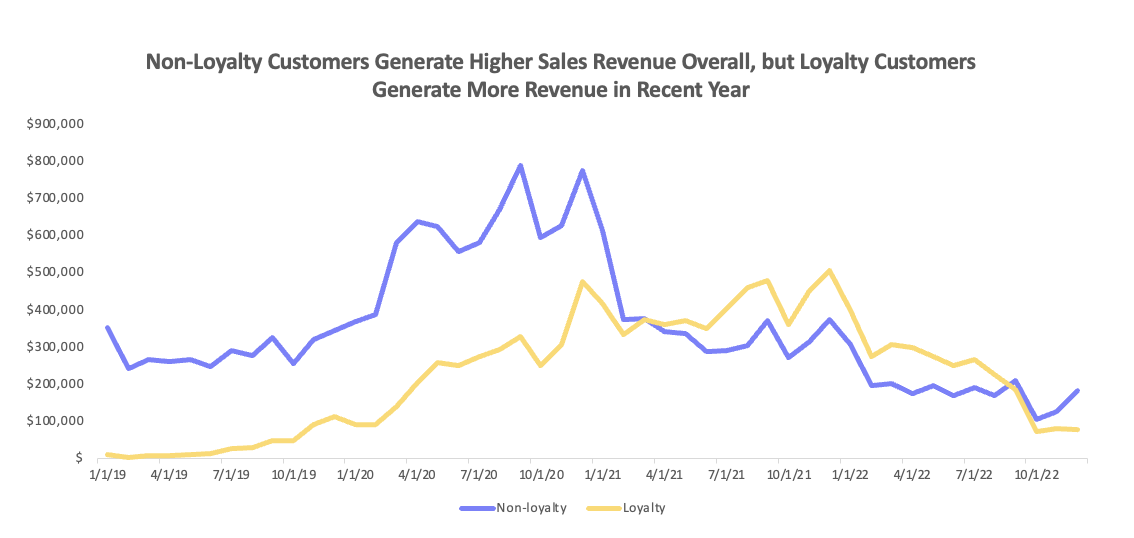 Non-Loyalty Customers Generate Higher Sales Revenue Overall, but Loyalty Customers
Generate More Revenue in Recent Year
$900,000
$800,000
$700,000
$600,000
$500,000
$400,000
$300,000
$200,000
$100,000
$
1/1/19 4/1/19 7/1/19 10/1/19 1/1/20 4/1/20 7/1/20 10/1/20 1/1/21 4/1/21 7/1/21 10/1/21 1/1/22 4/1/22 7/1/22 10/1/22
Non-loyalty Loyalty